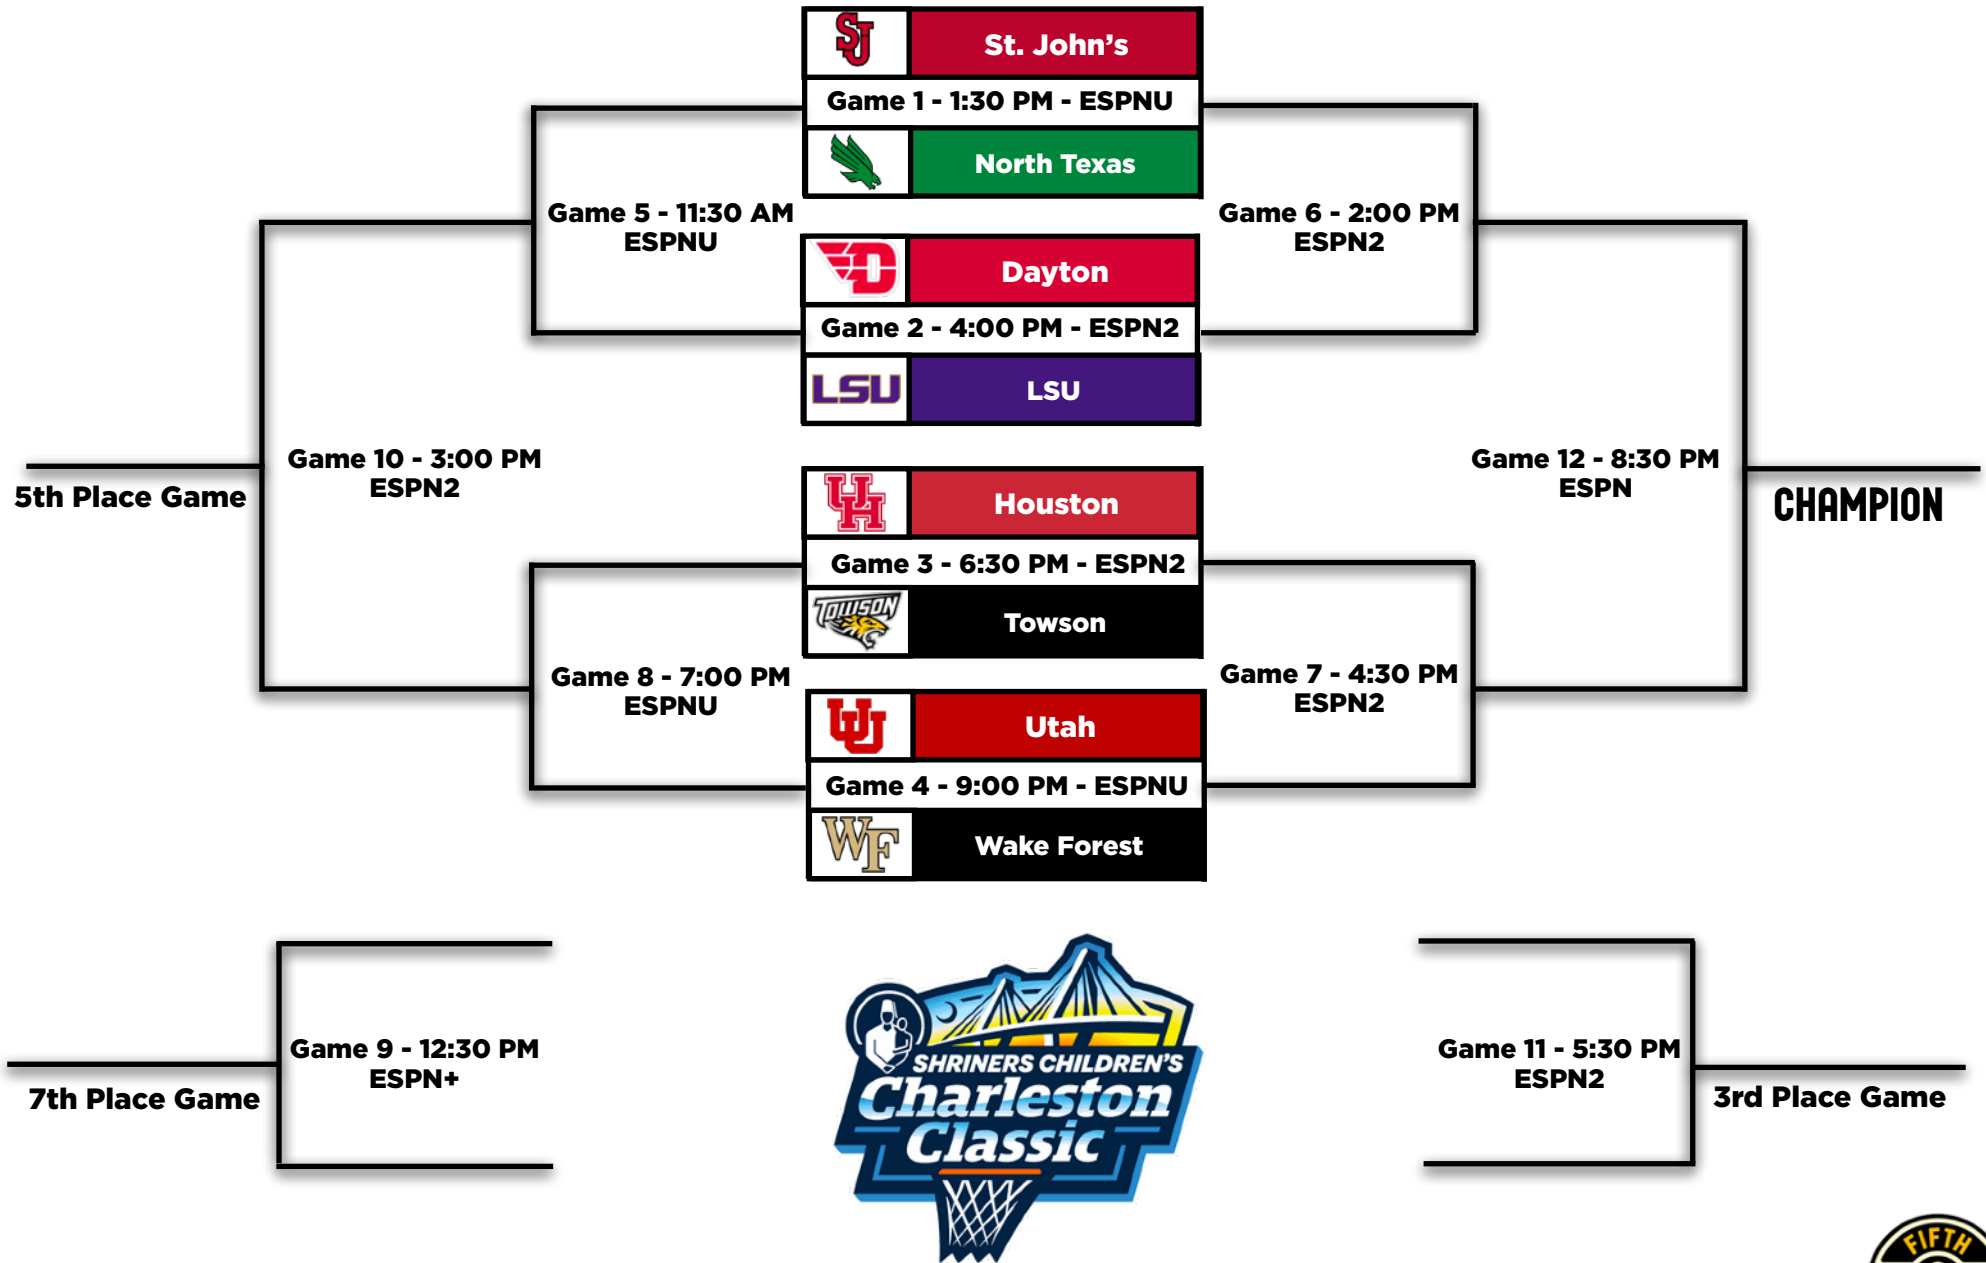 SJ
St. John's
Game 1 - 1:30 PM - ESPNU
North Texas
Game 5 - 11:30 AM
ESPNU
Game 6 - 2:00 PM
ESPN2
D
Dayton
Game 2 - 4:00 PM - ESPN2
LSU
LSU
Game 10 - 3:00 PM
ESPN2
5th Place Game
Game 12 - 8:30 PM
ESPN
CHAMPION
UH
Houston
Game 3 - 6:30 PM - ESPN2
TOWSON
Towson
Game 8 - 7:00 PM
ESPNU
Game 7 - 4:30 PM
ESPN2
UU
Utah
Game 4 - 9:00 PM - ESPNU
WF
Wake Forest
Game 9 - 12:30 PM
ESPN+
7th Place Game
SHRINERS CHILDREN'S
Charleston
Classic
Game 11 - 5:30 PM
ESPN2
3rd Place Game
FIFTH